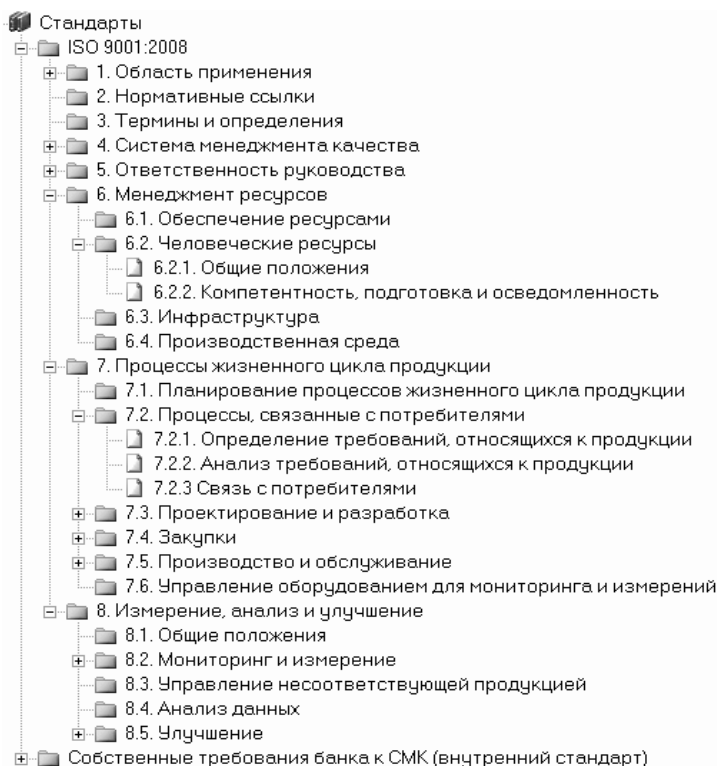 Стандарты
ISO 9001:2008
1. Область применения
2. Нормативные ссылки
3. Термины и определения
4. Система менеджмента качества
5. Ответственность руководства
6. Менеджмент ресурсов
6.1. Обеспечение ресурсами
6.2. Человеческие ресурсы
6.2.1. Общие положения
6.2.2. Компетентность, подготовка и осведомленность
6.3. Инфраструктура
6.4. Производственная среда
7. Процессы жизненного цикла продукции
7.1. Планирование процессов жизненного цикла продукции
7.2. Процессы, связанные с потребителями
7.2.1. Определение требований, относящихся к продукции
7.2.2. Анализ требований, относящихся к продукции
7.2.3 Связь с потребителями
7.3. Проектирование и разработка
7.4. Закупки
7.5. Производство и обслуживание
7.6. Управление оборудованием для мониторинга и измерений
8. Измерение, анализ и улучшение
8.1. Общие положения
8.2. Мониторинг и измерение
8.3. Управление несоответствующей продукцией
8.4. Анализ данных
8.5. Улучшение
Собственные требования банка к СМК (внутренний стандарт)